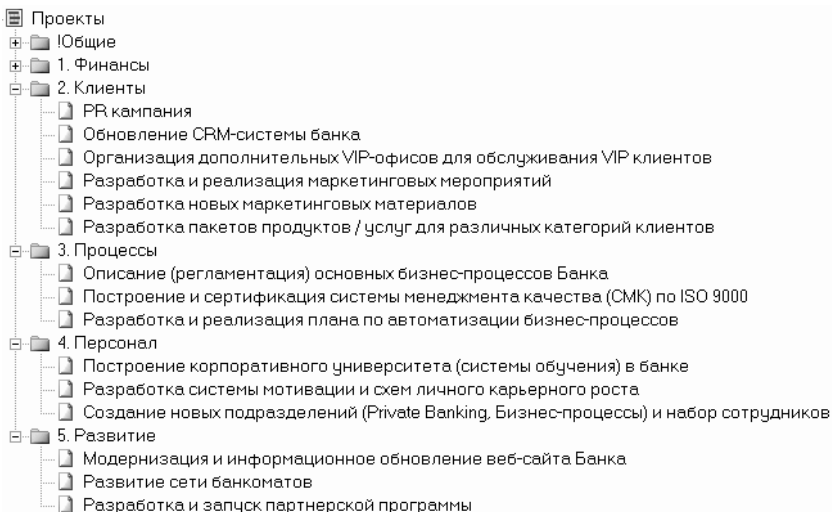 Проекты
!Общие
1. Финансы
2. Клиенты
PR кампания
Обновление CRM-системы банка
Организация дополнительных VIP-офисов для обслуживания VIP клиентов
Разработка и реализация маркетинговых мероприятий
Разработка новых маркетинговых материалов
Разработка пакетов продуктов / услуг для различных категорий клиентов
3. Процессы
Описание (регламентация) основных бизнес-процессов Банка
Построение и сертификация системы менеджмента качества (СМК) по ISO 9000
Разработка и реализация плана по автоматизации бизнес-процессов
4. Персонал
Построение корпоративного университета (системы обучения) в банке
Разработка системы мотивации и схем личного карьерного роста
Создание новых подразделений (Private Banking, Бизнес-процессы) и набор сотрудников
5. Развитие
Модернизация и информационное обновление веб-сайта Банка
Развитие сети банкоматов
Разработка и запуск партнерской программы